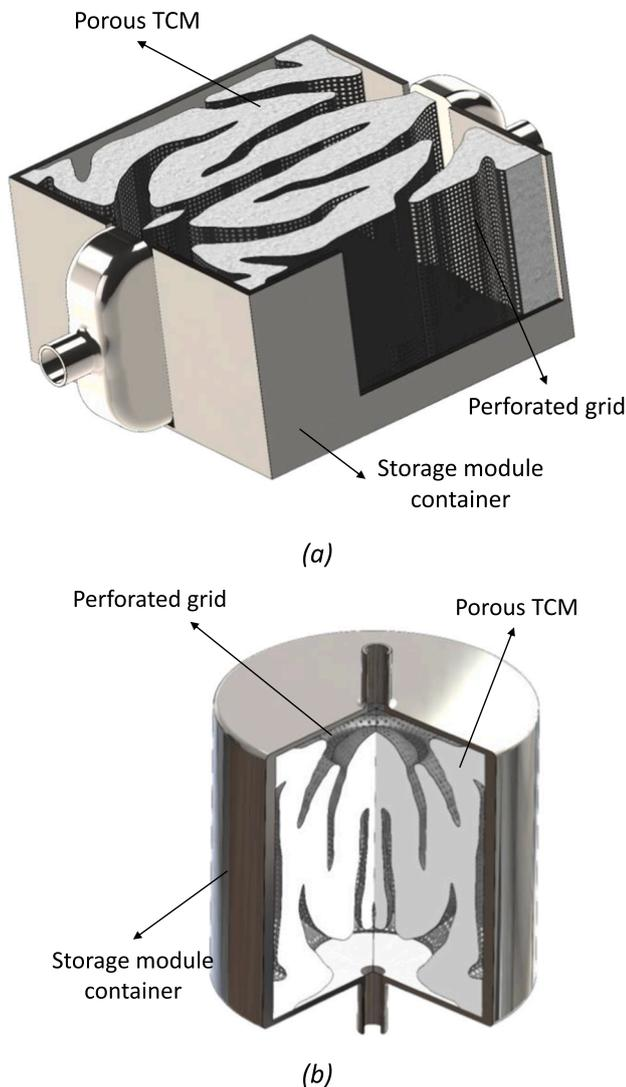 Porous TCM
Perforated grid
Storage module
container
(a)
Perforated grid
Porous TCM
Storage module
container
(b)